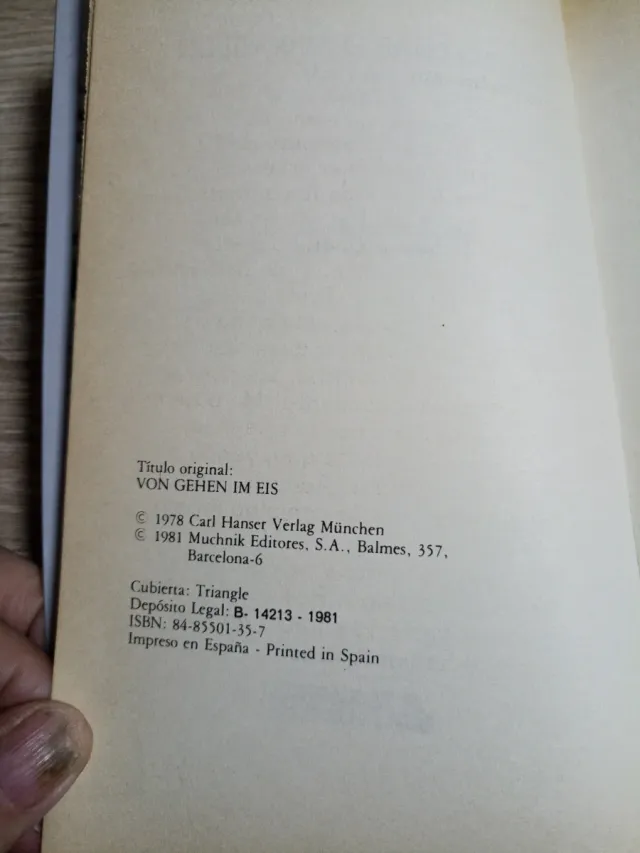 Título original:
VON GEHEN IM EIS
© 1978 Carl Hanser Verlag München
© 1981 Muchnik Editores, S.A., Balmes, 357,
Barcelona-6
Cubierta: Triangle
Depósito Legal: B- 14213 - 1981
ISBN: 84-85501-35-7
Impreso en España - Printed in Spain